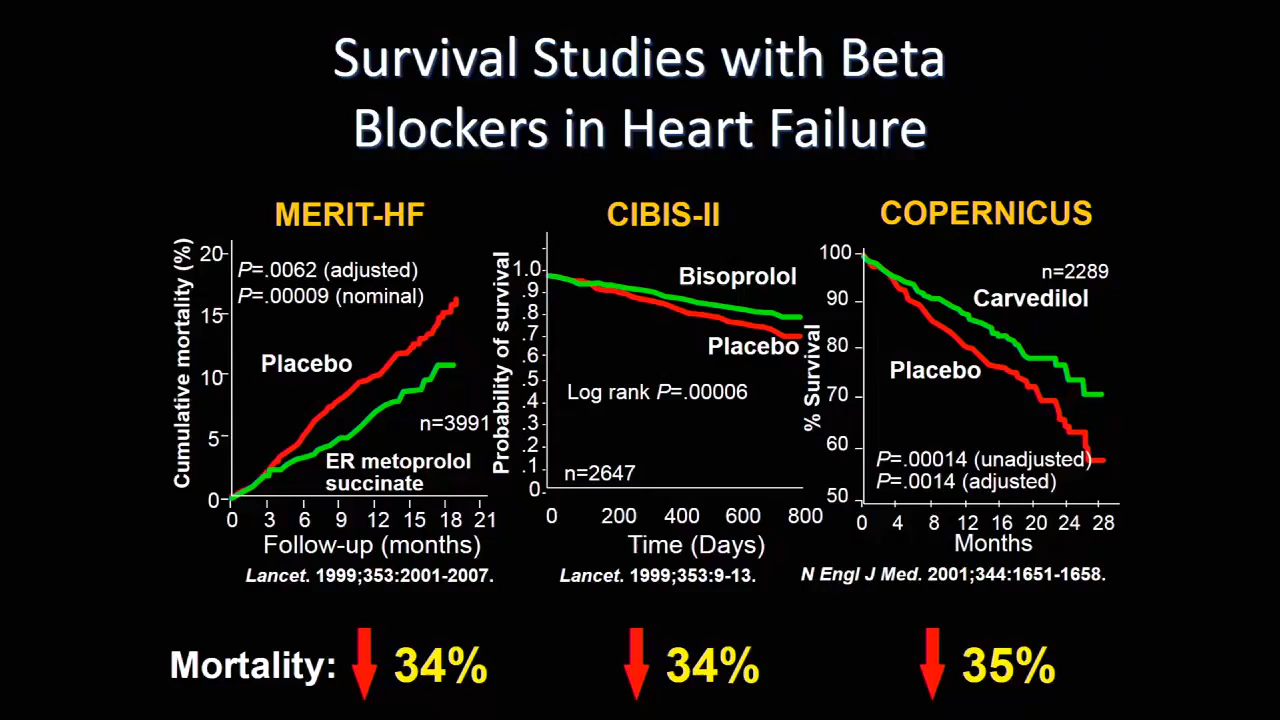 Survival Studies with Beta
Blockers in Heart Failure
MERIT-HF
Cumulative mortality (%)
20
15
10
5
0
P=.0062 (adjusted)
P=.00009 (nominal)
Placebo
n=3991
ER metoprolol
succinate
0 3 6 9 12 15 18 21
Follow-up (months)
Lancet. 1999;353:2001-2007.
CIBIS-II
Probability of survival
1.0
.9
.8
.7
.6
.5
.4
.3
.2
.1
0
Bisoprolol
Placebo
Log rank P=.00006
n=2647
0 200 400 600 800
Time (Days)
Lancet. 1999;353:9-13.
COPERNICUS
% Survival
100
90
80
70
60
50
n=2289
Carvedilol
Placebo
P=.00014 (unadjusted)
P=.0014 (adjusted)
0 4 8 12 16 20 24 28
Months
N Engl J Med. 2001;344:1651-1658.
Mortality: 34% 34% 35%